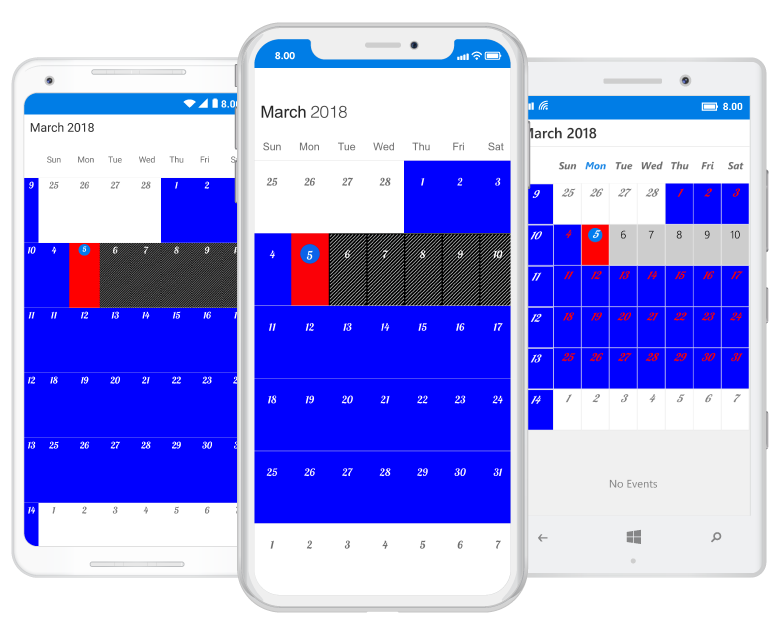 8.0
March 2018
Sun Mon Tue Wed Thu Fri S
9 25 26 27 28 1 2
10 4 5 6 7 8 9
11 11 12 13 14 15 16 1
12 18 19 20 21 22 23 2
13 25 26 27 28 29 30 3
14 1 2 3 4 5 6
8.00
March 2018
Sun Mon Tue Wed Thu Fri Sat
25 26 27 28 1 2 3
4 5 6 7 8 9 10
11 12 13 14 15 16 17
18 19 20 21 22 23 24
25 26 27 28 29 30 31
1 2 3 4 5 6 7
8.00
March 2018
Sun Mon Tue Wed Thu Fri Sat
9 25 26 27 28 1 2 3
10 4 5 6 7 8 9 10
11 11 12 13 14 15 16 17
12 18 19 20 21 22 23 24
13 25 26 27 28 29 30 31
14 1 2 3 4 5 6 7
No Events